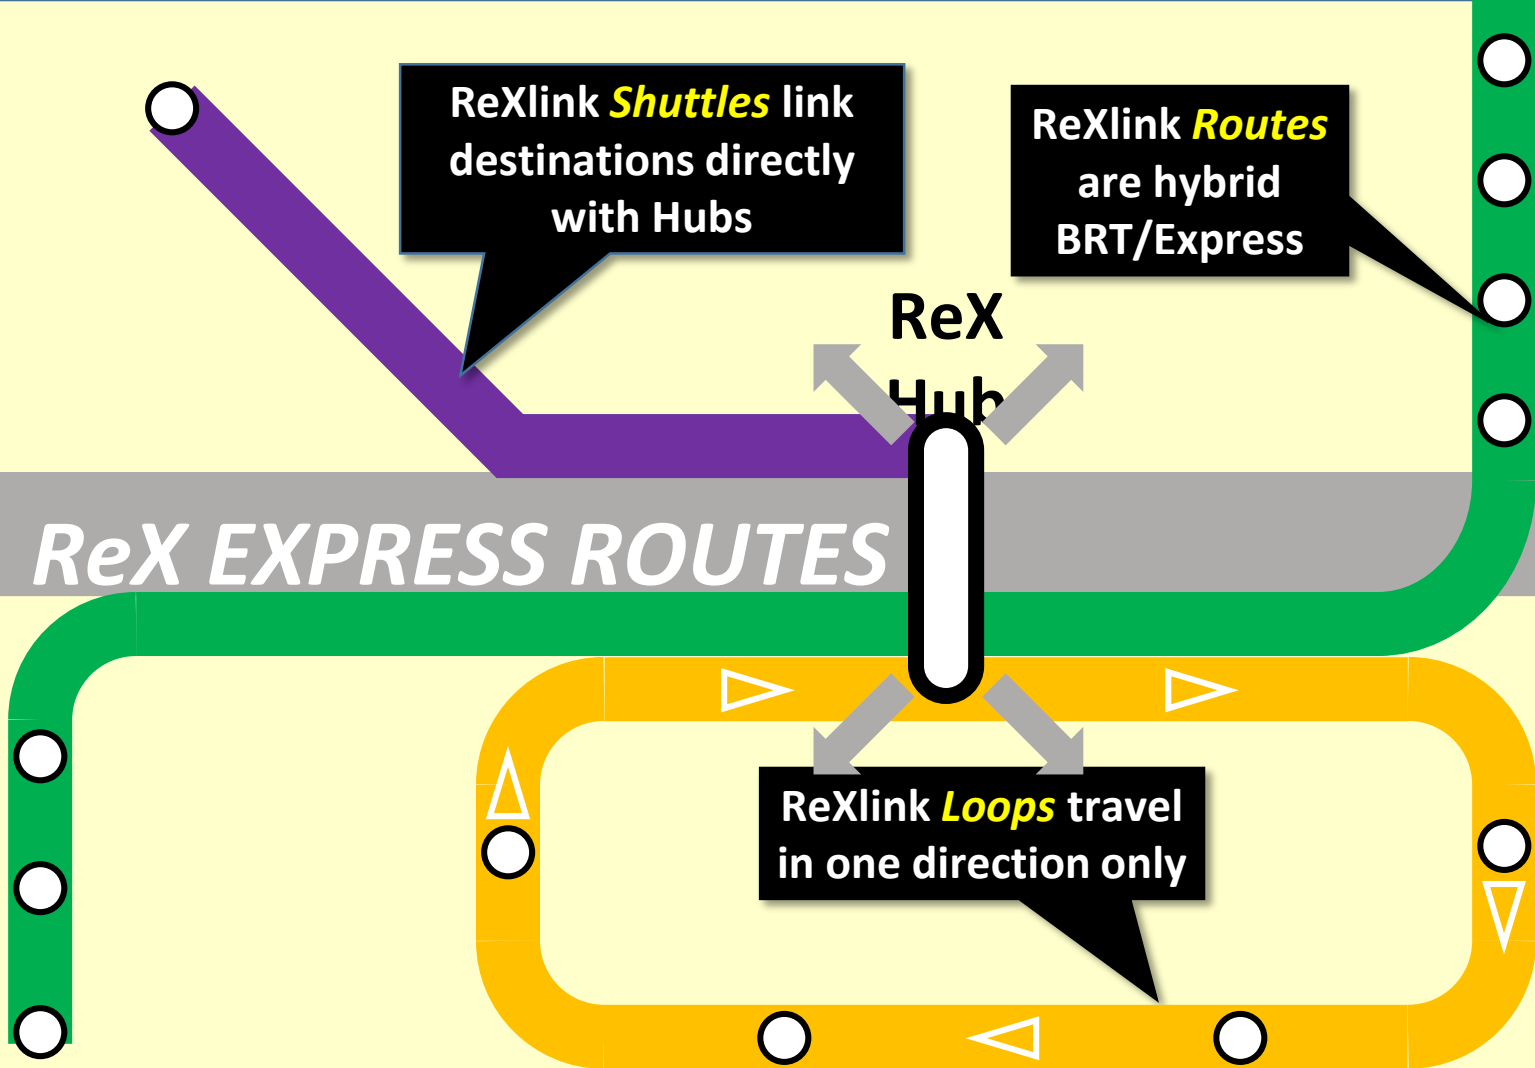 ReXlink Shuttles link
destinations directly
with Hubs
ReXlink Routes
are hybrid
BRT/Express
ReX
Hub
ReX EXPRESS ROUTES
ReXlink Loops travel
in one direction only